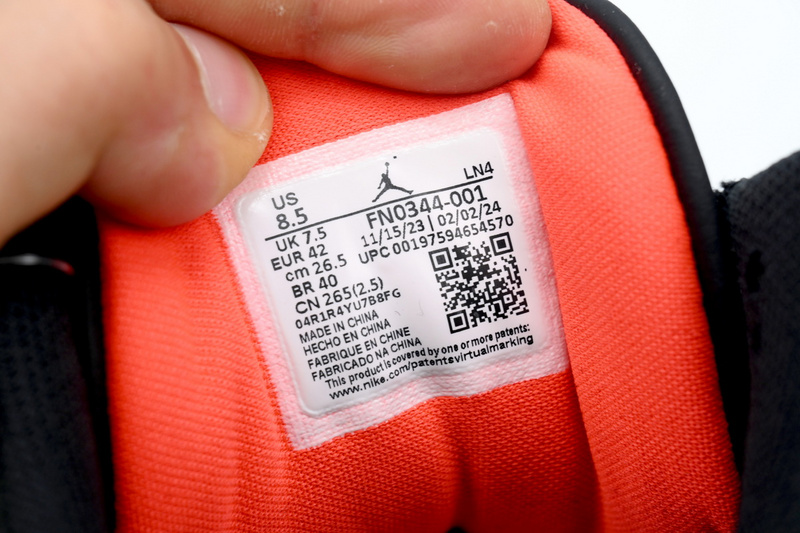 US
8.5
LN4
FN0344-001
UK 7.5
11/15/23 | 02/02/24
EUR 42
UPC 00197594654570
cm 26.5
BR 40
CN 265(2.5)
04R1R4YU7B8FG
MADE IN CHINA
HECHO EN CHINA
FABRIQUE EN CHINE
FABRICADO NA CHINA
This product is covered by one or more patents:
www.nike.com/patentsvirtualmarking